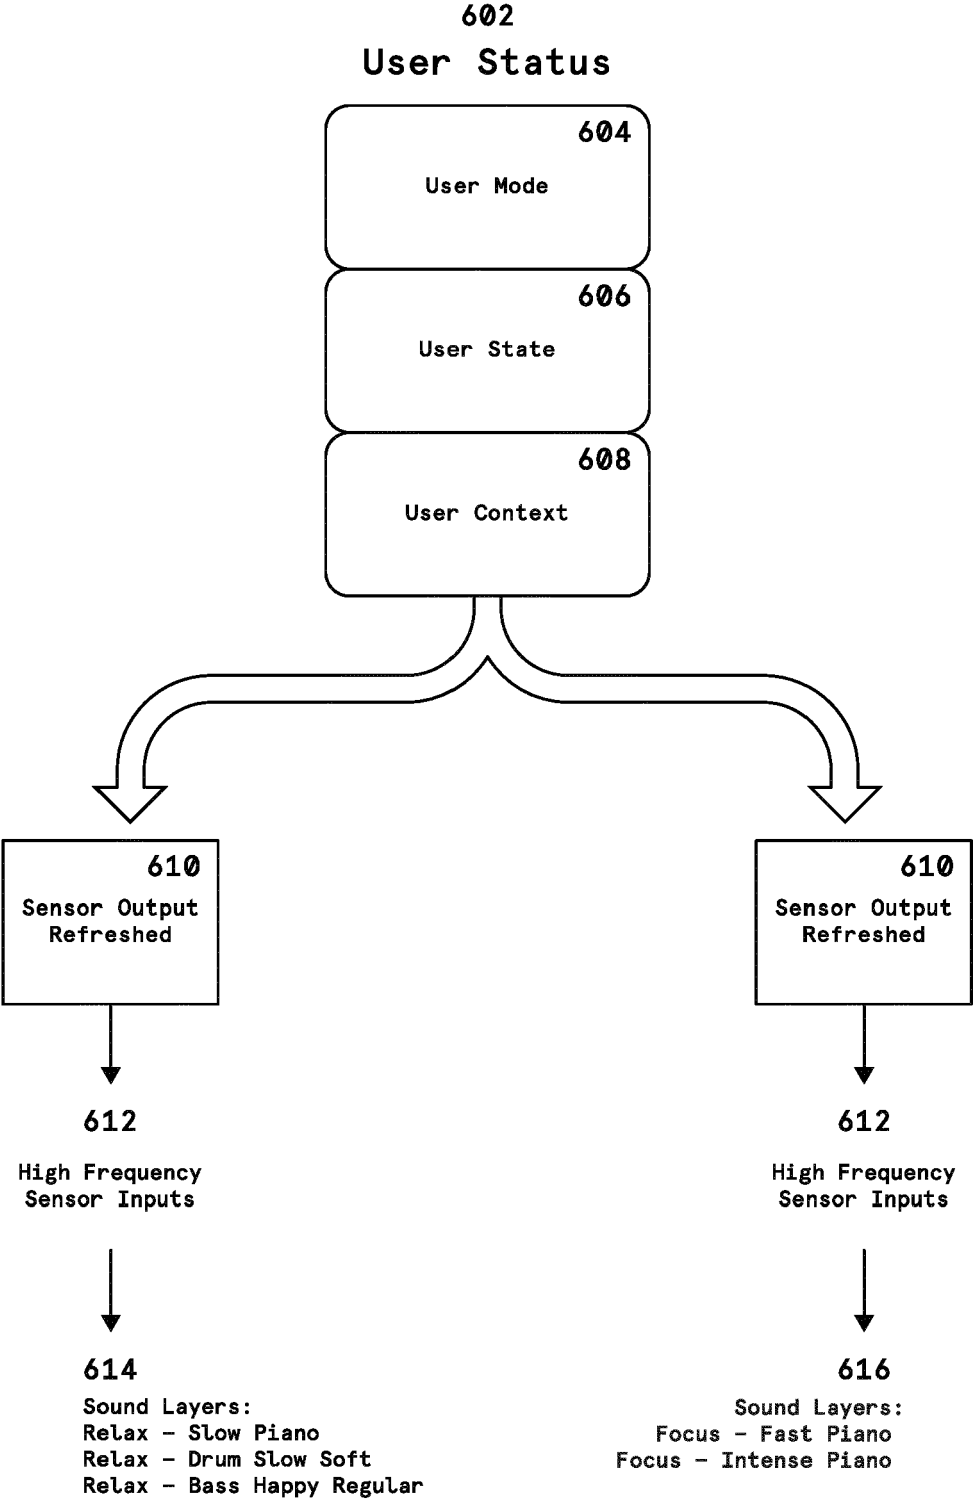 602
User Status
604
User Mode
606
User State
608
User Context
610
Sensor Output
Refreshed
612
High Frequency
Sensor Inputs
614
Sound Layers:
Relax – Slow Piano
Relax – Drum Slow Soft
Relax – Bass Happy Regular
610
Sensor Output
Refreshed
612
High Frequency
Sensor Inputs
616
Sound Layers:
Focus – Fast Piano
Focus – Intense Piano